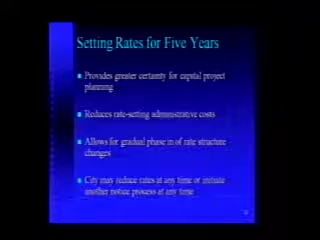 Setting Rates for Five Years
Provides greater certainty for capital project
planning
Reduces rate-setting administrative costs
Allows for gradual phase in of rate structure
changes
City may reduce rates at any time or initiate
another notice process at any time